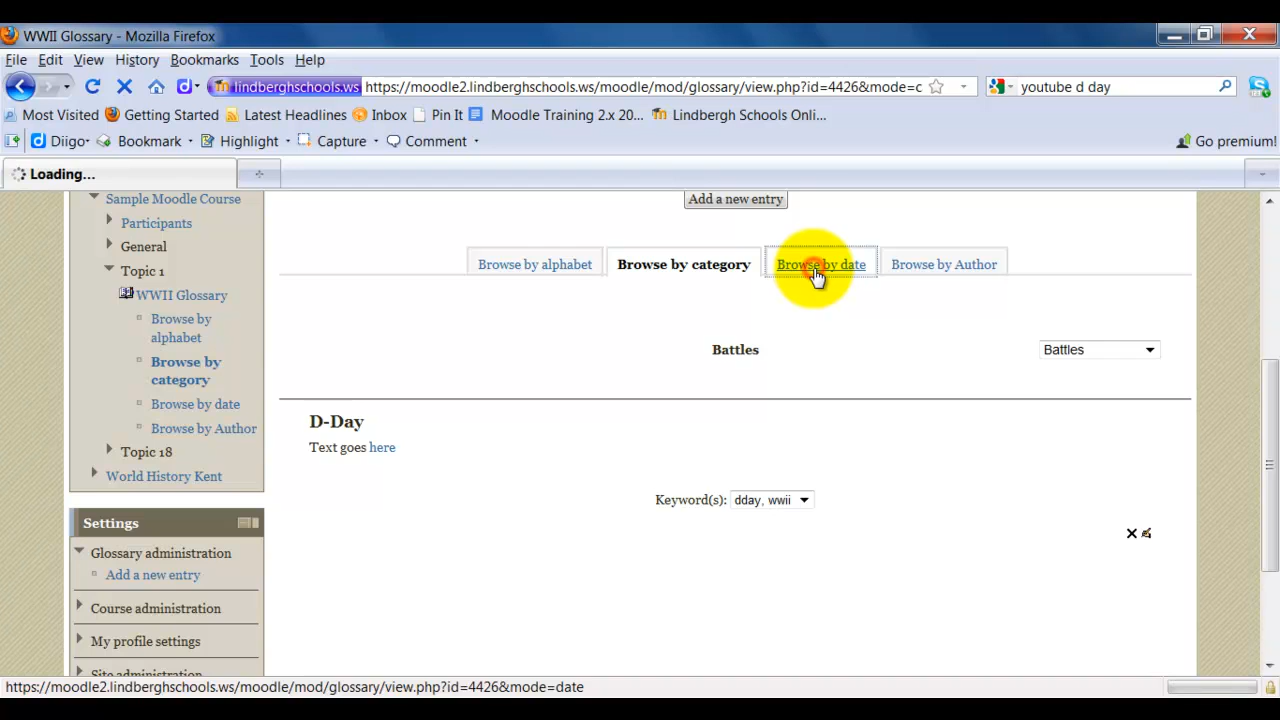 WWII Glossary - Mozilla Firefox
File Edit View History Bookmarks Tools Help
lindberghschools.ws https://moodle2.lindberghschools.ws/moodle/mod/glossary/view.php?id=4426&mode=c youtube d day
Most Visited Getting Started Latest Headlines Inbox Pin It Moodle Training 2.x 20... Lindbergh Schools Onli...
Diigo Bookmark Highlight Capture Comment Go premium!
Loading...
Sample Moodle Course
Participants
General
Topic 1
WWII Glossary
Browse by
alphabet
Browse by
category
Browse by date
Browse by Author
Topic 18
World History Kent
Settings
Glossary administration
Add a new entry
Course administration
My profile settings
Site administration
Add a new entry
Browse by alphabet Browse by category Browse by date Browse by Author
Battles Battles
D-Day
Text goes here
Keyword(s): dday, wwii
https://moodle2.lindberghschools.ws/moodle/mod/glossary/view.php?id=4426&mode=date